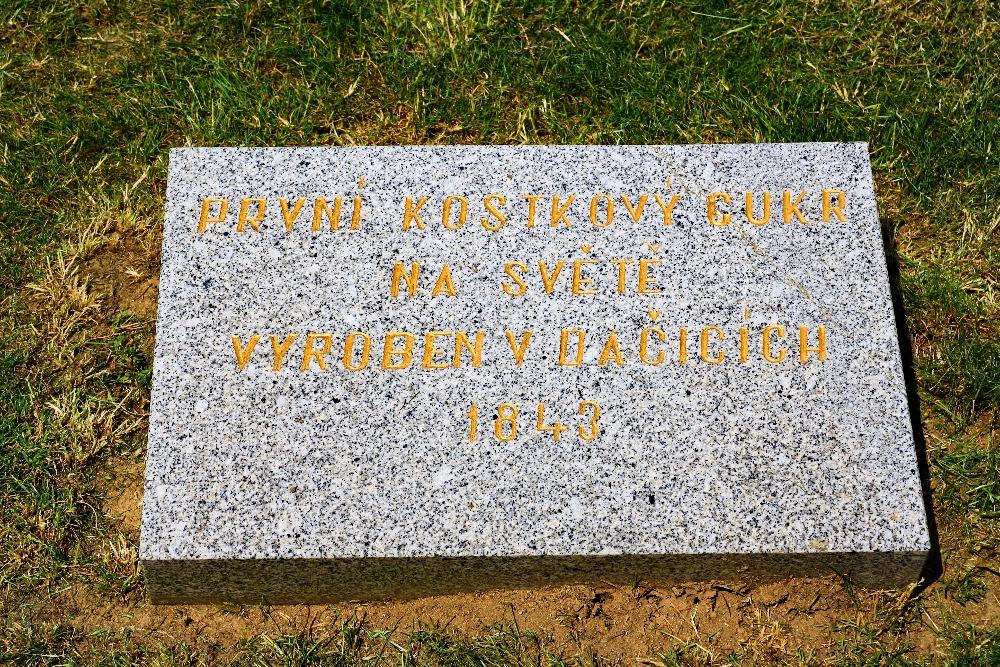 PRVNÍ KOSTKOVÝ CUKR
NA SVĚTĚ
VYROBEN V DAČICÍCH
1843